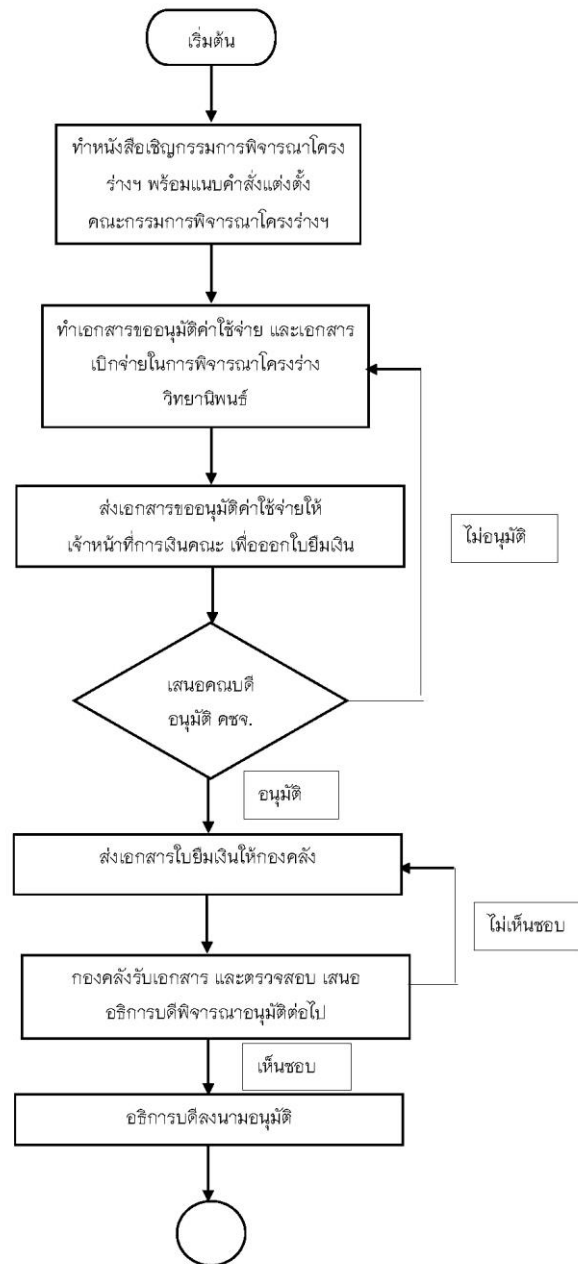 เริ่มต้น
ทำหนังสือเชิญกรรมการพิจารณาโครง
ร่างฯ พร้อมแนบคำสั่งแต่งตั้ง
คณะกรรมการพิจารณาโครงร่างฯ
ทำเอกสารขออนุมัติค่าใช้จ่าย และเอกสาร
เบิกจ่ายในการพิจารณาโครงร่าง
วิทยานิพนธ์
ส่งเอกสารขออนุมัติค่าใช้จ่ายให้
เจ้าหน้าที่การเงินคณะ เพื่อออกใบยืมเงิน
ไม่อนุมัติ
เสนอคณบดี
อนุมัติ คชจ.
อนุมัติ
ส่งเอกสารใบยืมเงินให้กองคลัง
ไม่เห็นชอบ
กองคลังรับเอกสาร และตรวจสอบ เสนอ
อธิการบดีพิจารณาอนุมัติต่อไป
เห็นชอบ
อธิการบดีลงนามอนุมัติ